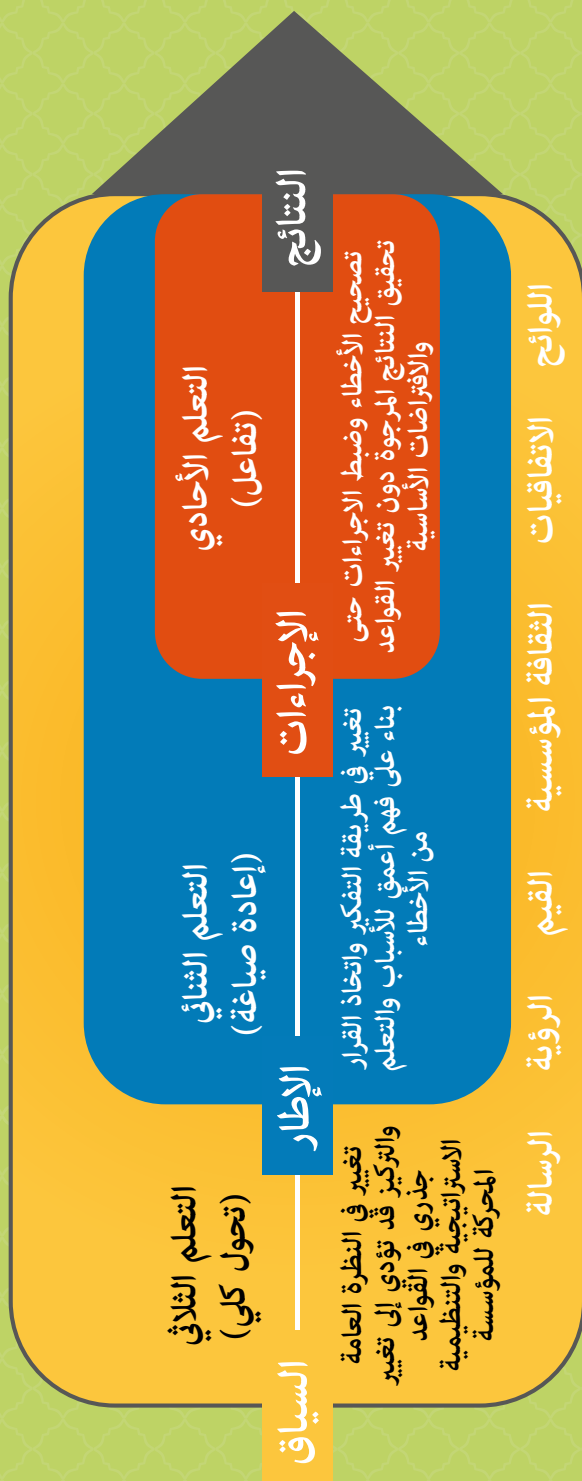 النتائج
التعلم الأحادي
(تفاعل)
تصحيح الأخطاء وضبط الاجراءات حتى
تحقيق النتائج المرجوة دون تغيير القواعد
والافتراضات الأساسية
الإجراءات
التعلم الثنائي
(إعادة صياغة)
تغيير في طريقة التفكير واتخاذ القرار
بناء على فهم أعمق للأسباب والتعلم
من الأخطاء
الإطار
التعلم الثلاثي
(تحول كلي)
تغيير في النظرة العامة
والتركيز قد تؤدى إلى تغيير
جذري في القواعد
الاستراتيجية والتنظيمية
المحركة للمؤسسة
السياق
الرسالة
الرؤية
القيم
الثقافة المؤسسية
الاتفاقيات
اللوائح